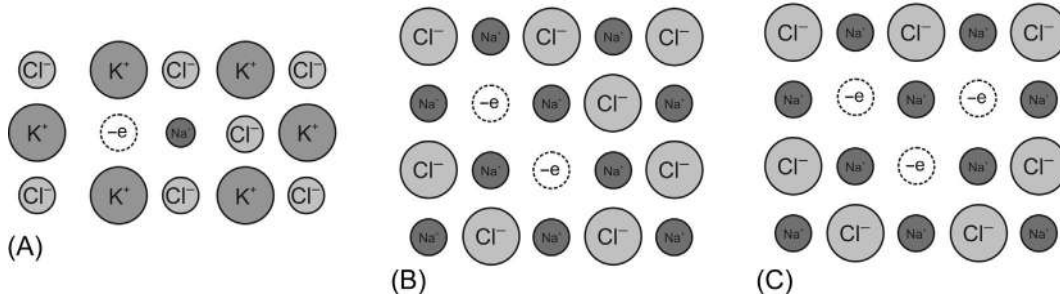 Cl⁻ K⁺ Cl⁻ K⁺ Cl⁻
K⁺ –e Na⁺ Cl⁻ K⁺
Cl⁻ K⁺ Cl⁻ K⁺ Cl⁻
(A)
Cl⁻ Na⁺ Cl⁻ Na⁺ Cl⁻
Na⁺ –e Na⁺ Cl⁻ Na⁺
Cl⁻ Na⁺ –e Na⁺ Cl⁻
Na⁺ Cl⁻ Na⁺ Cl⁻ Na⁺
(B)
Cl⁻ Na⁺ Cl⁻ Na⁺ Cl⁻
Na⁺ –e Na⁺ –e Na⁺
Cl⁻ Na⁺ –e Na⁺ Cl⁻
Na⁺ Cl⁻ Na⁺ Cl⁻ Na⁺
(C)